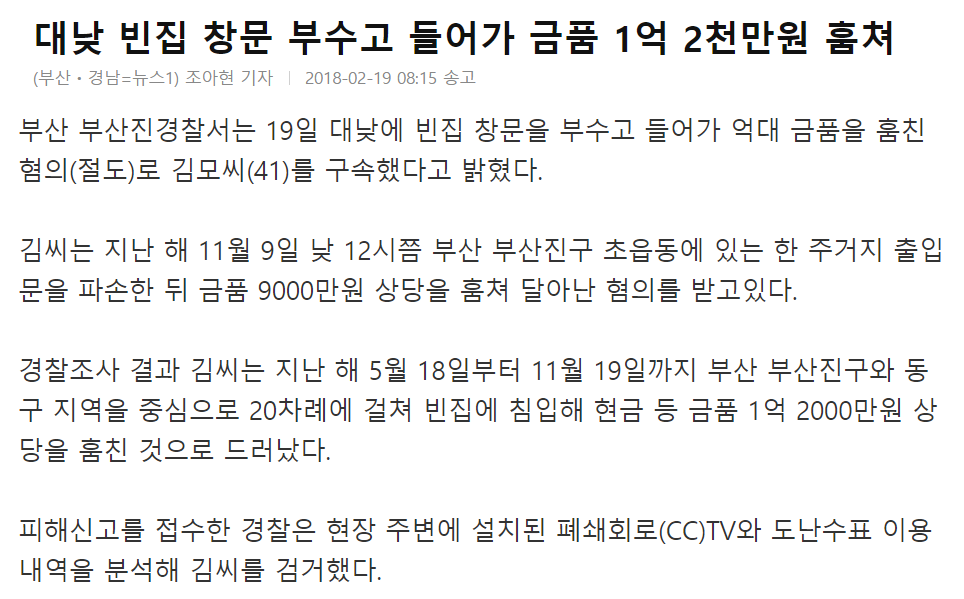 대낮 빈집 창문 부수고 들어가 금품 1억 2천만원 훔쳐
(부산ㆍ경남=뉴스1) 조아현 기자 | 2018-02-19 08:15 송고
부산 부산진경찰서는 19일 대낮에 빈집 창문을 부수고 들어가 억대 금품을 훔친
혐의(절도)로 김모씨(41)를 구속했다고 밝혔다.
김씨는 지난 해 11월 9일 낮 12시쯤 부산 부산진구 초읍동에 있는 한 주거지 출입
문을 파손한 뒤 금품 9000만원 상당을 훔쳐 달아난 혐의를 받고있다.
경찰조사 결과 김씨는 지난 해 5월 18일부터 11월 19일까지 부산 부산진구와 동
구 지역을 중심으로 20차례에 걸쳐 빈집에 침입해 현금 등 금품 1억 2000만원 상
당을 훔친 것으로 드러났다.
피해신고를 접수한 경찰은 현장 주변에 설치된 폐쇄회로(CC)TV와 도난수표 이용
내역을 분석해 김씨를 검거했다.